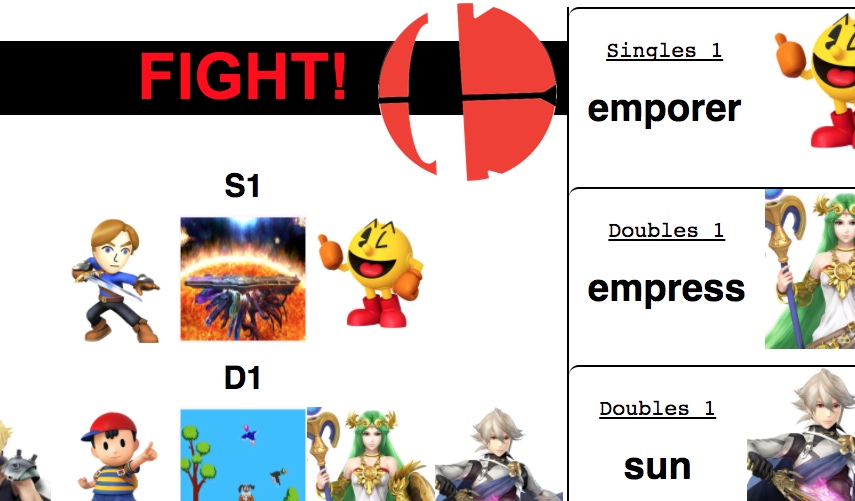 FIGHT!
S1
D1
Singles 1
emporer
Doubles 1
empress
Doubles 1
sun